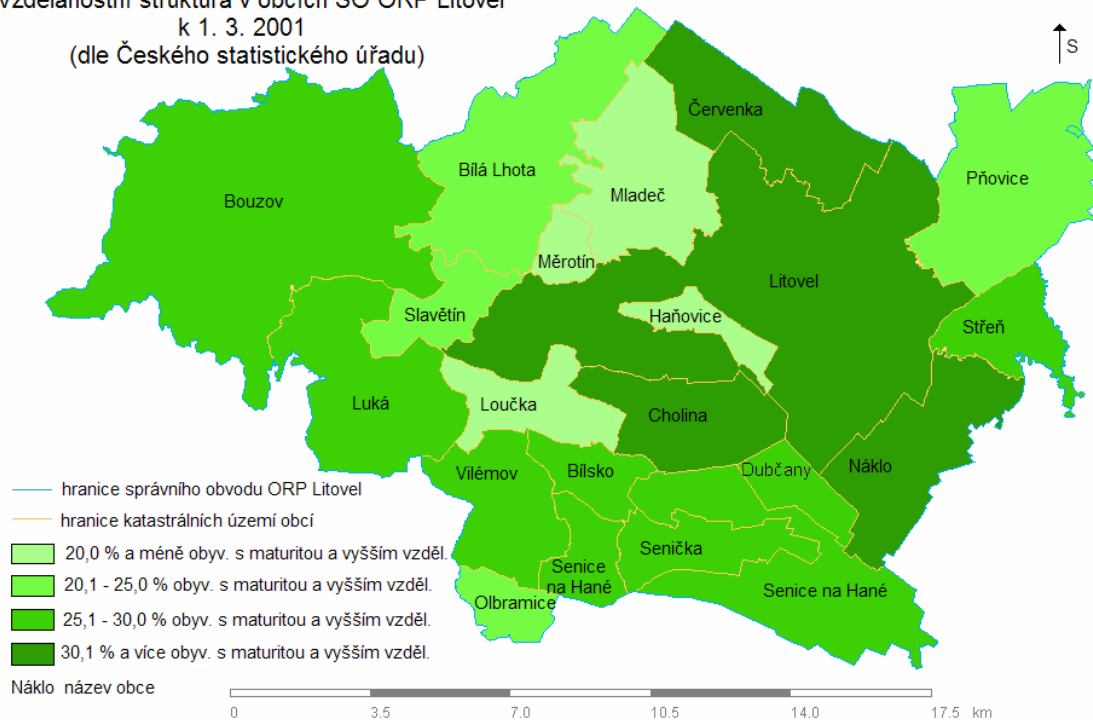 vzdělanostní struktura v obcích SO ORP Litovel
k 1. 3. 2001
(dle Českého statistického úřadu)
S
Červenka
Bílá Lhota
Pňovice
Mladeč
Bouzov
Měrotín
Litovel
Slavětín
Haňovice
Střeň
Luká
Loučka
Cholina
Vilémov
Bílsko
Dubčany
Náklo
Senička
Senice
na Hané
Senice na Hané
Olbramice
hranice správního obvodu ORP Litovel
hranice katastrálních území obcí
20,0 % a méně obyv. s maturitou a vyšším vzděl.
20,1 - 25,0 % obyv. s maturitou a vyšším vzděl.
25,1 - 30,0 % obyv. s maturitou a vyšším vzděl.
30,1 % a více obyv. s maturitou a vyšším vzděl.
Náklo název obce
0 3.5 7.0 10.5 14.0 17.5 km